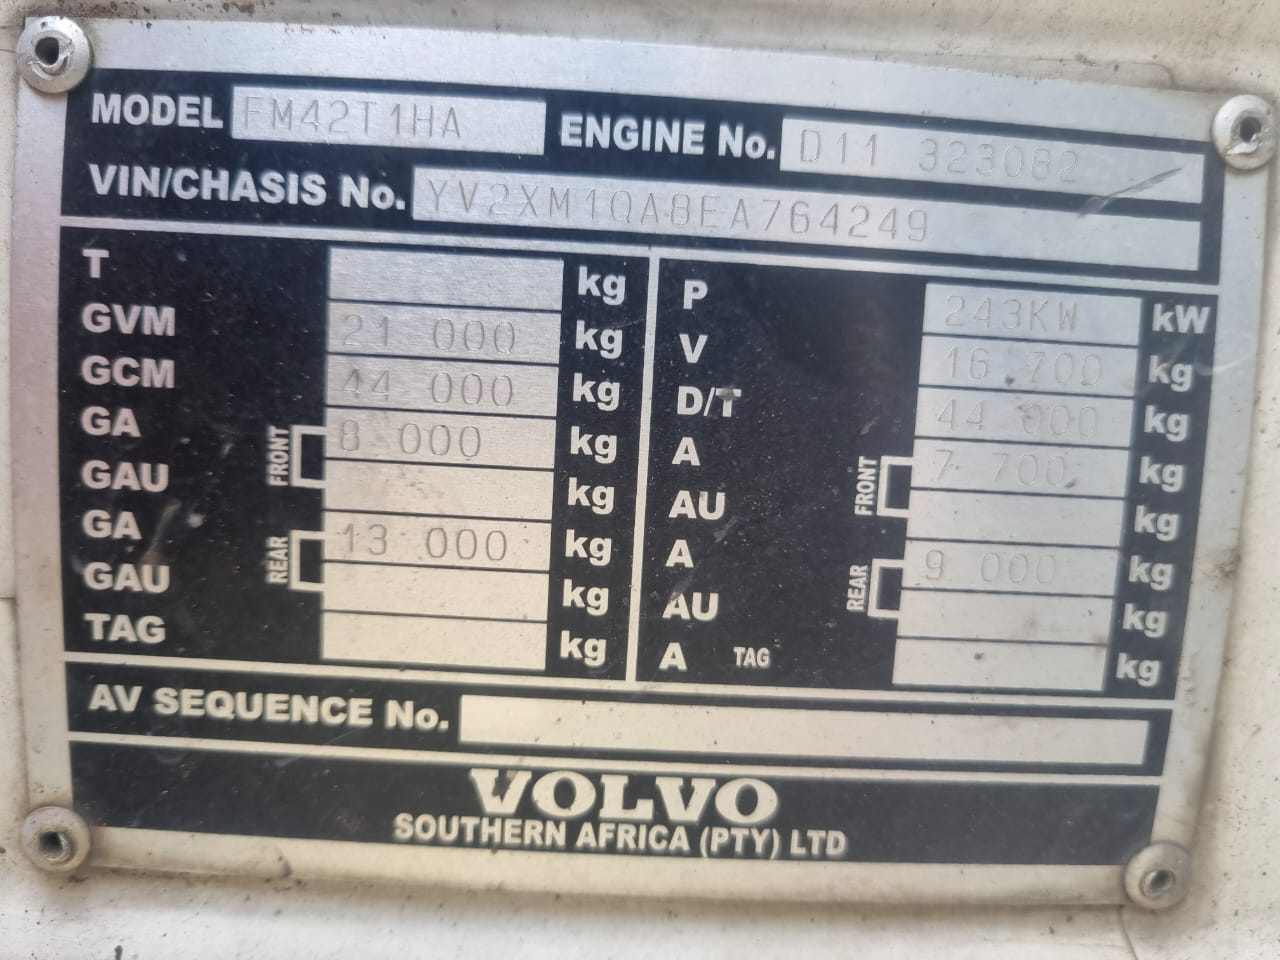 MODEL FM42T1HA ENGINE No. D11 323082
VIN/CHASIS No. YV2XM1QA8EA764249
T kg P 243KW kW
GVM 21 000 kg V 16 700 kg
GCM 44 000 kg D/T 44 000 kg
GA FRONT 8 000 kg A FRONT 7 700 kg
GAU kg AU kg
GA REAR 13 000 kg A REAR 9 000 kg
GAU kg AU kg
TAG kg A TAG kg
AV SEQUENCE No.
VOLVO
SOUTHERN AFRICA (PTY) LTD